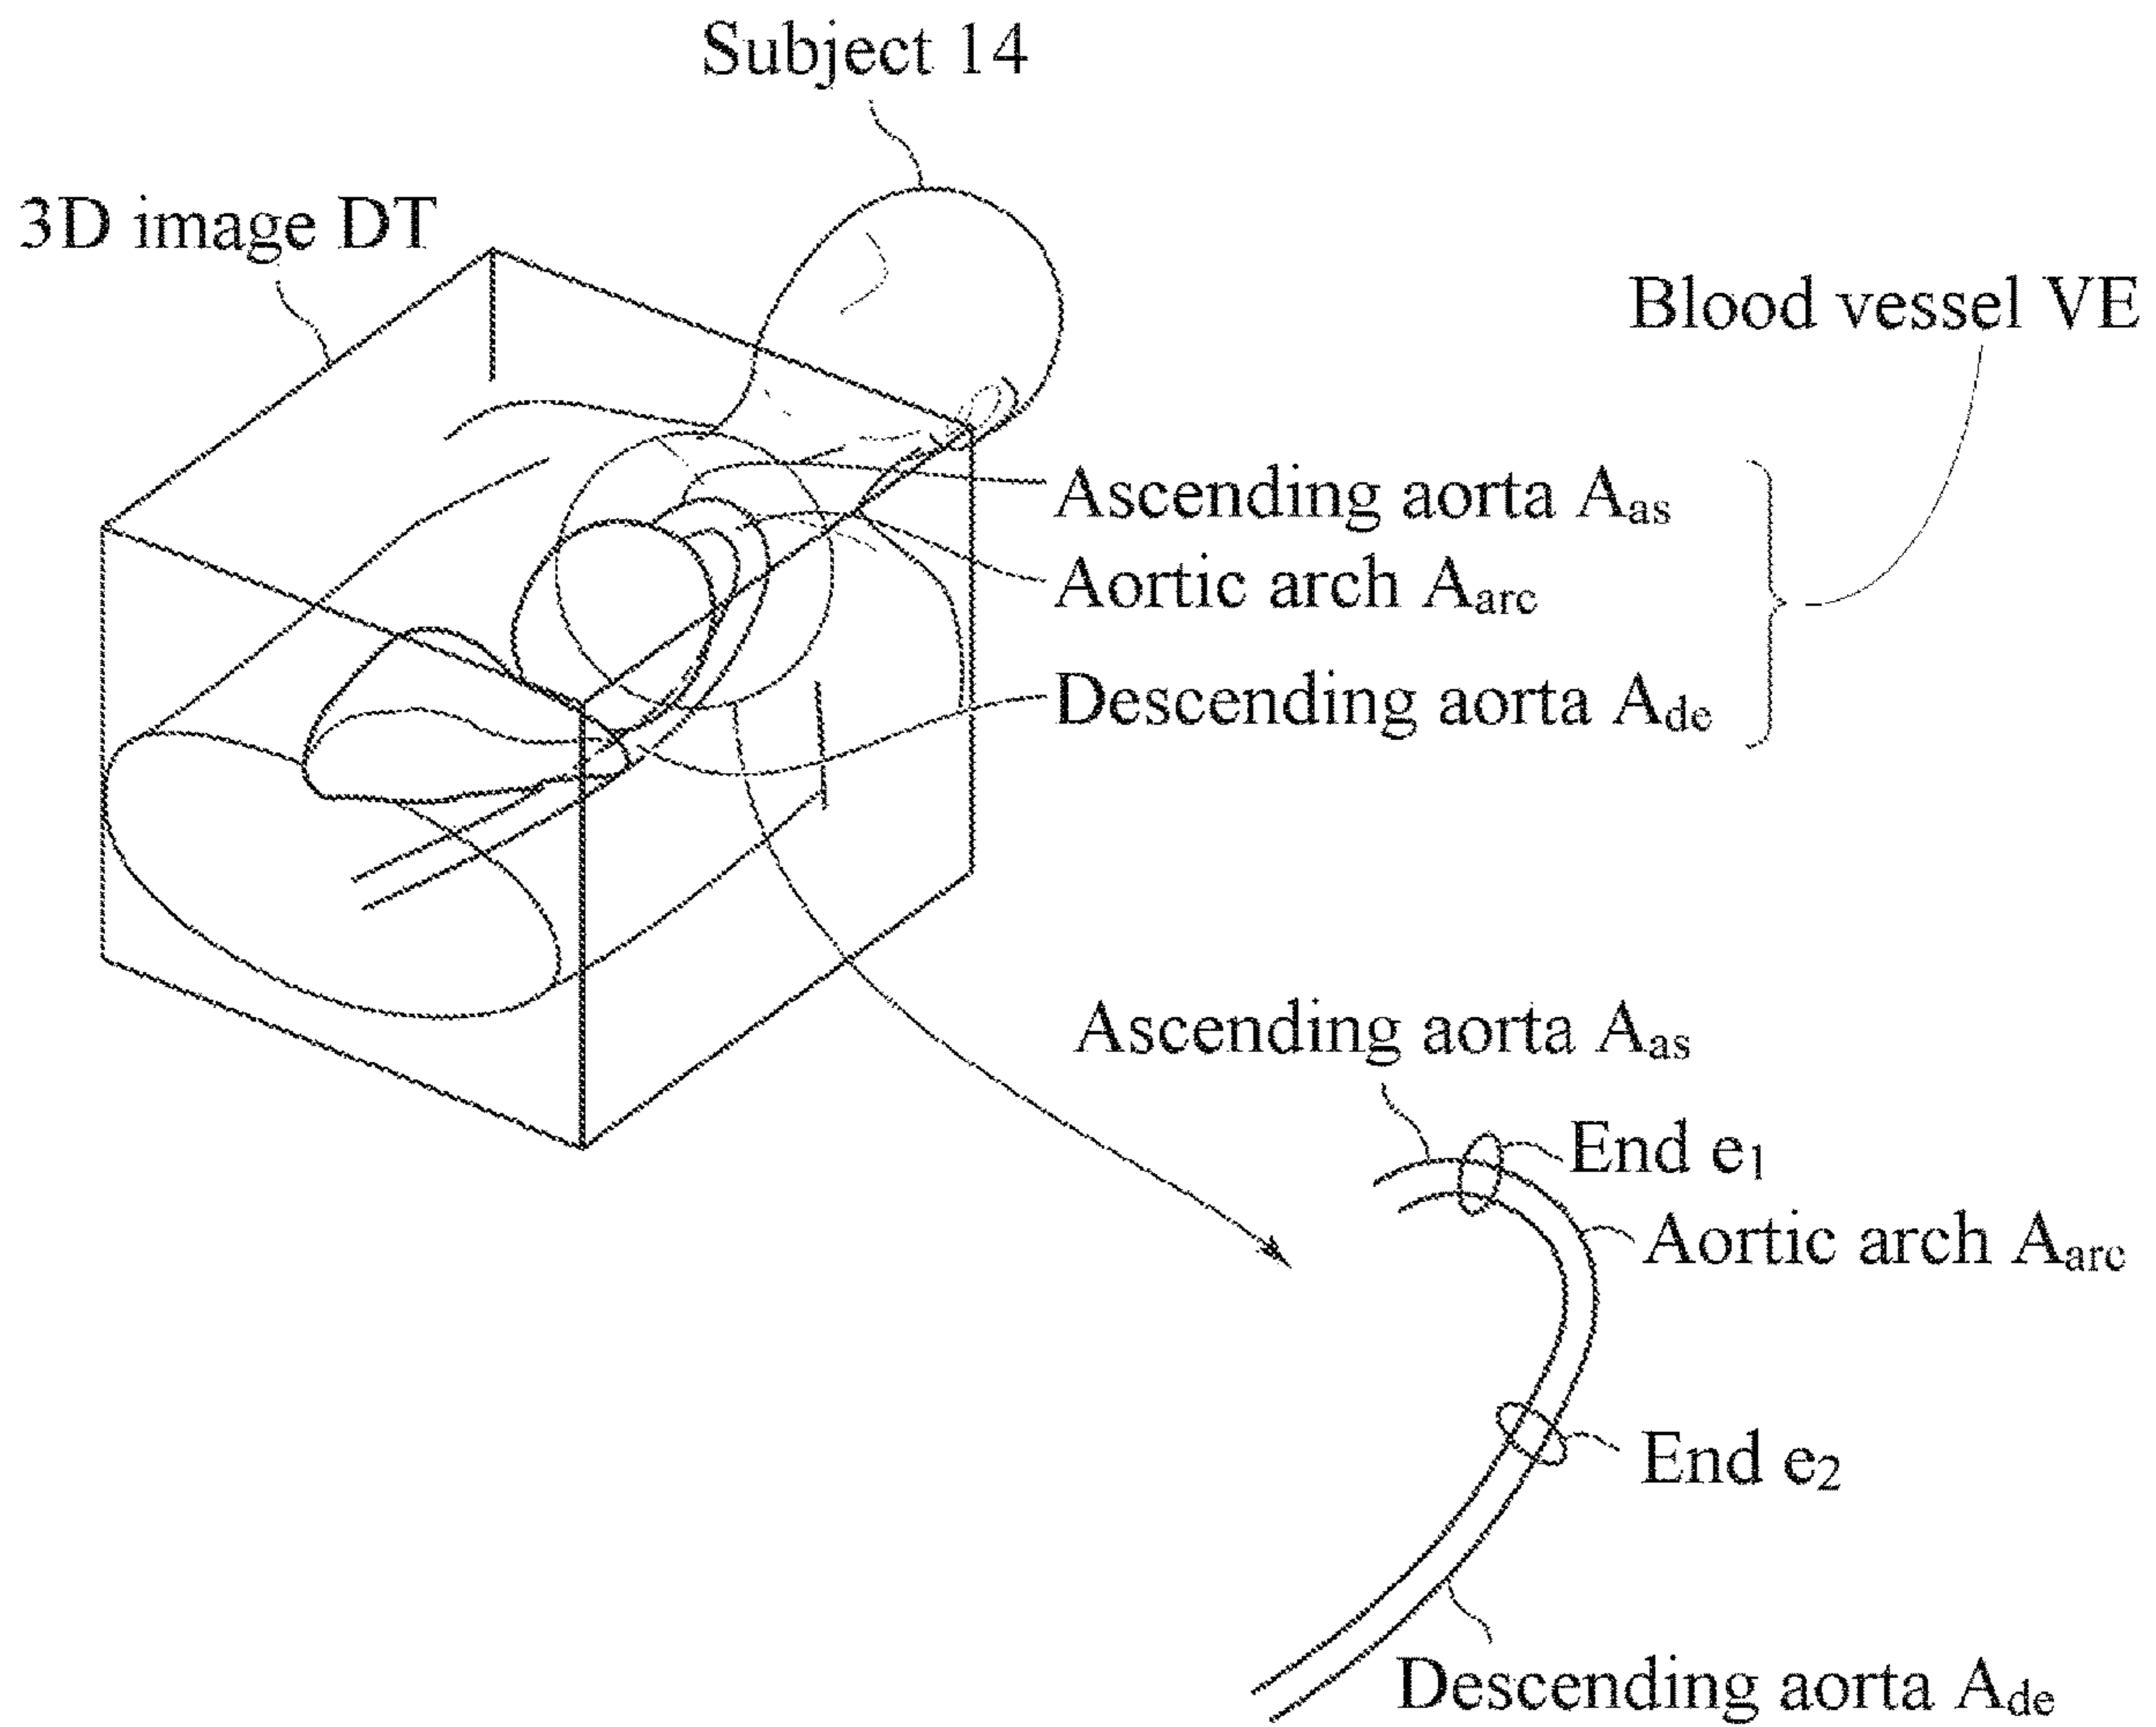 Subject 14
3D image DT
Blood vessel VE
Ascending aorta Aas
Aortic arch Aarc
Descending aorta Ade
Ascending aorta Aas
End e1
Aortic arch Aarc
End e2
Descending aorta Ade